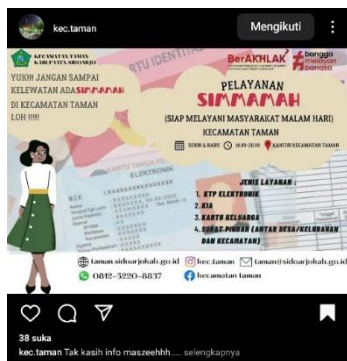 kec.taman
Mengikuti
KECAMATAN TAMAN
KABUPATEN SIDOARJO
BerAKHLAK
bangga
melayani
bangsa
YUK!! JANGAN SAMPAI
KELEWATAN ADA SIMMAMAH
DI KECAMATAN TAMAN
LOH !!!!!
PELAYANAN
SIMMAMAH
(SIAP MELAYANI MASYARAKAT MALAM HARI)
KECAMATAN TAMAN
SENIN & RABU
KANTOR KECAMATAN TAMAN
JENIS LAYANAN :
1. KTP ELEKTRONIK
2.KIA
3. KARTU KELUARGA
4. SURAT PINDAH (ANTAR DESA/KELURAHAN
DAN KECAMATAN)
taman.sidoarjokab.go.id
kec.taman
taman@sidoarjokab.go.id
0812-5220-8837
kecamatan taman
38 suka
kec.taman Tak kasih info maszeehhh.... selengkapnya